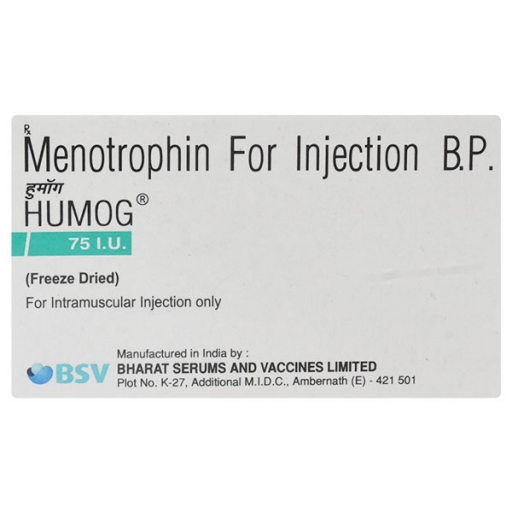 Rx
Menotrophin For Injection B.P.
हुमॉग
HUMOG®
75 I.U.
(Freeze Dried)
For Intramuscular Injection only
BSV
Manufactured in India by :
BHARAT SERUMS AND VACCINES LIMITED
Plot No. K-27, Additional M.I.D.C., Ambernath (E) - 421 501